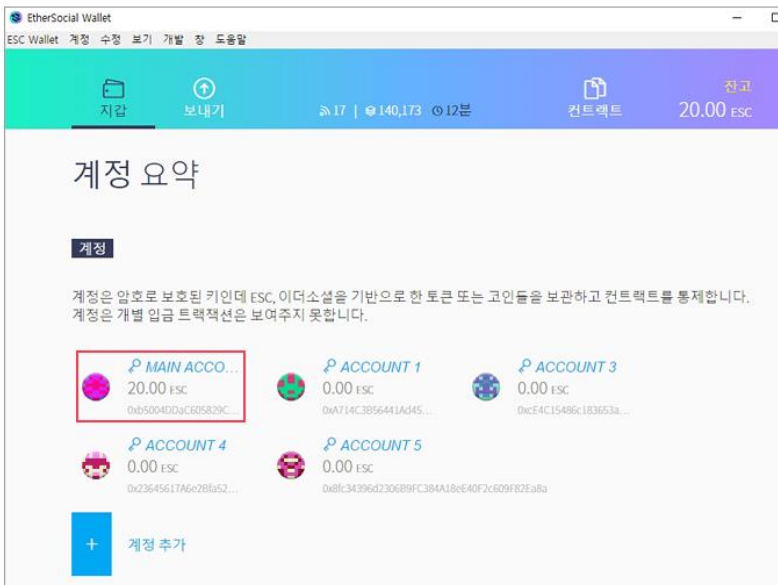 EtherSocial Wallet
ESC Wallet 계정 수정 보기 개발 창 도움말
지갑 보내기 17 | 140,173 12분 컨트랙트 잔고 20.00 ESC
계정 요약
계정
계정은 암호로 보호된 키인데 ESC, 이더소셜을 기반으로 한 토큰 또는 코인들을 보관하고 컨트랙트를 통제합니다.
계정은 개별 입금 트랙잭션은 보여주지 못합니다.
MAIN ACCO...
20.00 ESC
0xb5004DDaC605829C...
ACCOUNT 1
0.00 ESC
0xA714C3B56441Ad45...
ACCOUNT 3
0.00 ESC
0xcE4C15486c183653a...
ACCOUNT 4
0.00 ESC
0x23645617A6e2Bfa52...
ACCOUNT 5
0.00 ESC
0x8fc34396d2306B9FC384A18eE40F2c609F82Ea8a
+ 계정 추가